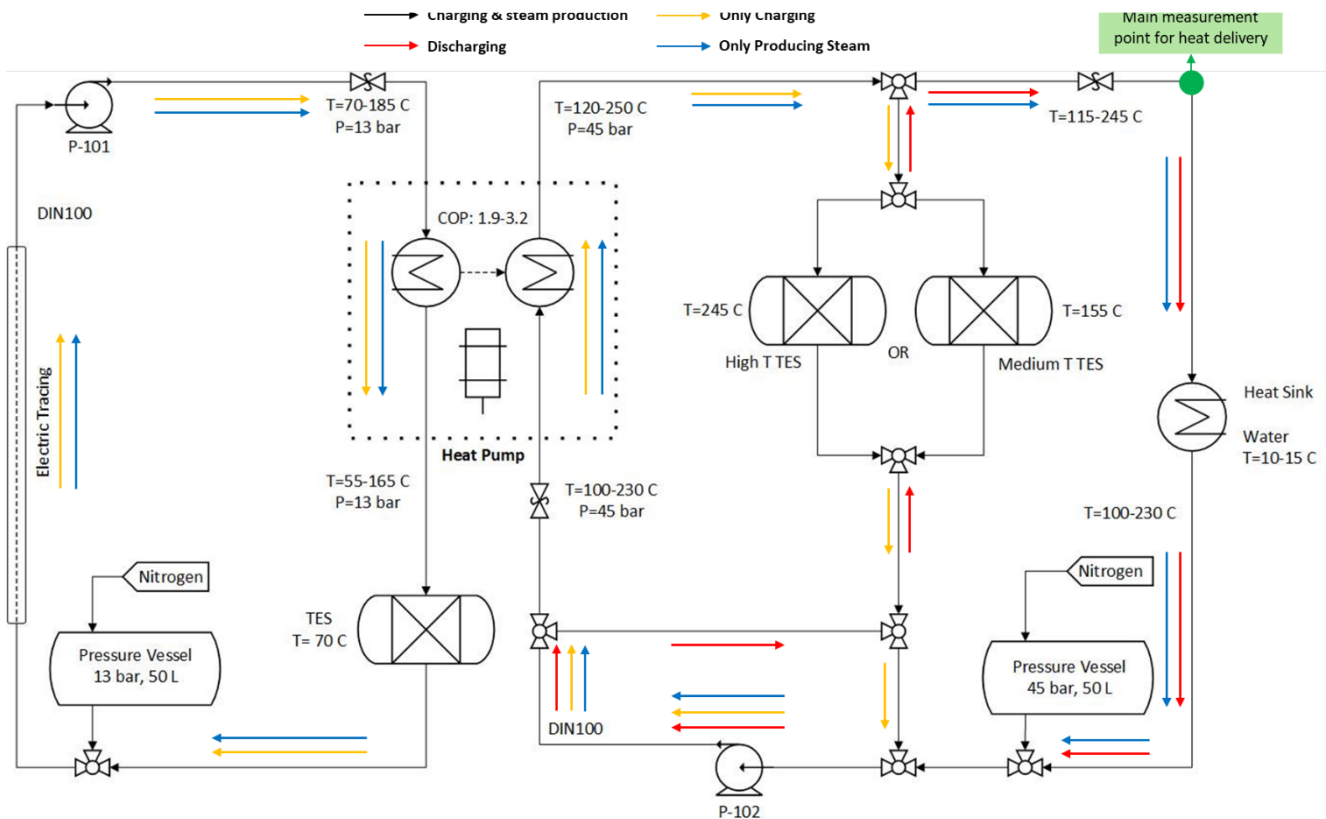 Charging & steam production
Only Charging
Discharging
Only Producing Steam
Main measurement
point for heat delivery
P-101
T=70-185 C
P=13 bar
T=120-250 C
P=45 bar
T=115-245 C
DIN100
COP: 1.9-3.2
T=245 C
T=155 C
OR
High T TES
Medium T TES
Heat Sink
Water
T=10-15 C
Electric Tracing
Heat Pump
T=55-165 C
P=13 bar
T=100-230 C
P=45 bar
T=100-230 C
Nitrogen
Nitrogen
TES
T= 70 C
Pressure Vessel
13 bar, 50 L
Pressure Vessel
45 bar, 50 L
DIN100
P-102